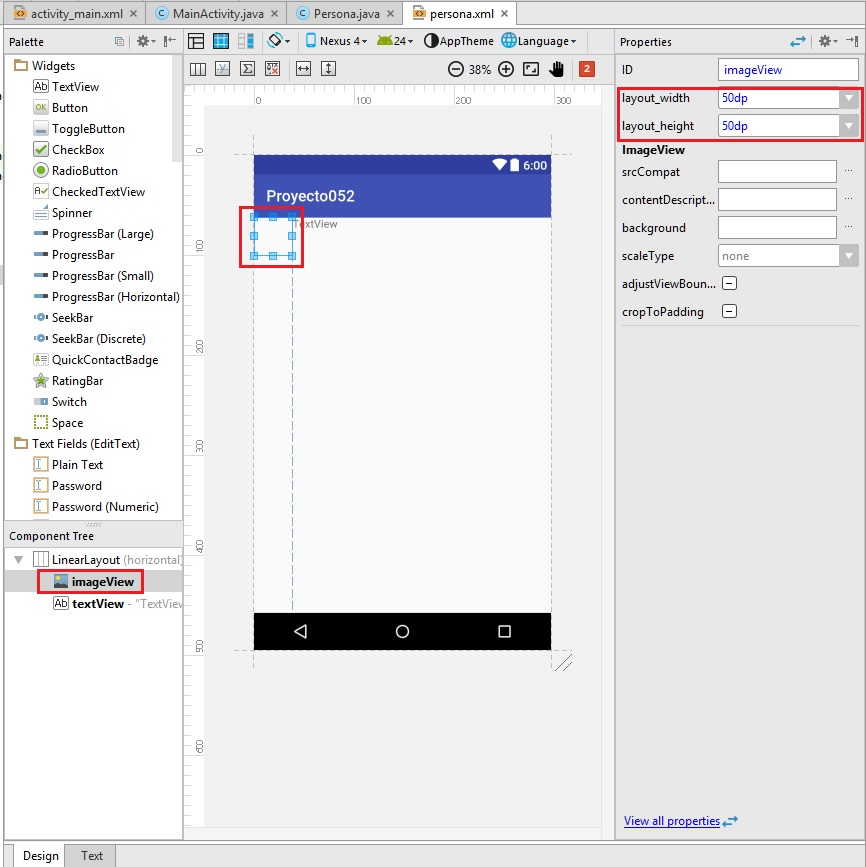 activity_main.xml
MainActivity.java
Persona.java
persona.xml
Palette
Nexus 4
24
AppTheme
Language
Properties
Widgets
TextView
Button
ToggleButton
CheckBox
RadioButton
CheckedTextView
Spinner
ProgressBar (Large)
ProgressBar
ProgressBar (Small)
ProgressBar (Horizontal)
SeekBar
SeekBar (Discrete)
QuickContactBadge
RatingBar
Switch
Space
Text Fields (EditText)
Plain Text
Password
Password (Numeric)
Component Tree
LinearLayout (horizontal)
imageView
Ab textView - "TextView
38%
2
0 100 200 300
0
100
200
300
400
500
600
6:00
Proyecto052
TextView
ID imageView
layout_width 50dp
layout_height 50dp
ImageView
srcCompat ...
contentDescript... ...
background ...
scaleType none
adjustViewBoun...
cropToPadding
View all properties
Design Text